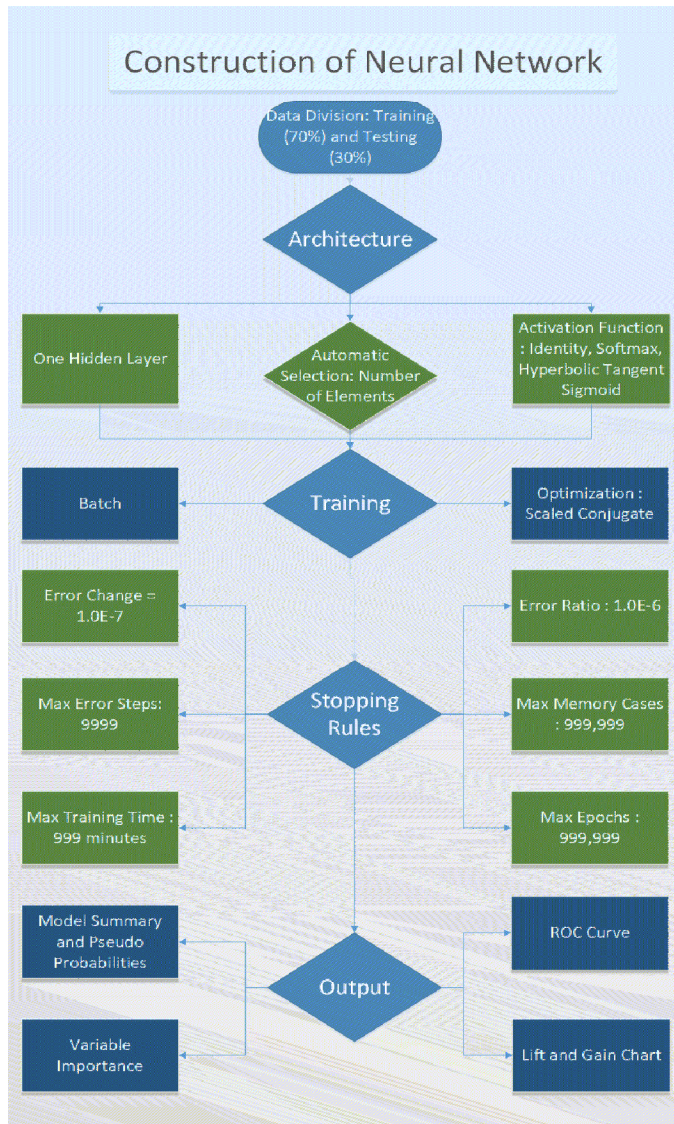 Construction of Neural Network
Data Division: Training
(70%) and Testing
(30%)
Architecture
One Hidden Layer
Automatic
Selection: Number
of Elements
Activation Function
: Identity, Softmax,
Hyperbolic Tangent
Sigmoid
Batch
Training
Optimization :
Scaled Conjugate
Error Change =
1.0E-7
Error Ratio : 1.0E-6
Max Error Steps:
9999
Stopping
Rules
Max Memory Cases
: 999,999
Max Training Time :
999 minutes
Max Epochs :
999,999
Model Summary
and Pseudo
Probabilities
ROC Curve
Output
Variable
Importance
Lift and Gain Chart